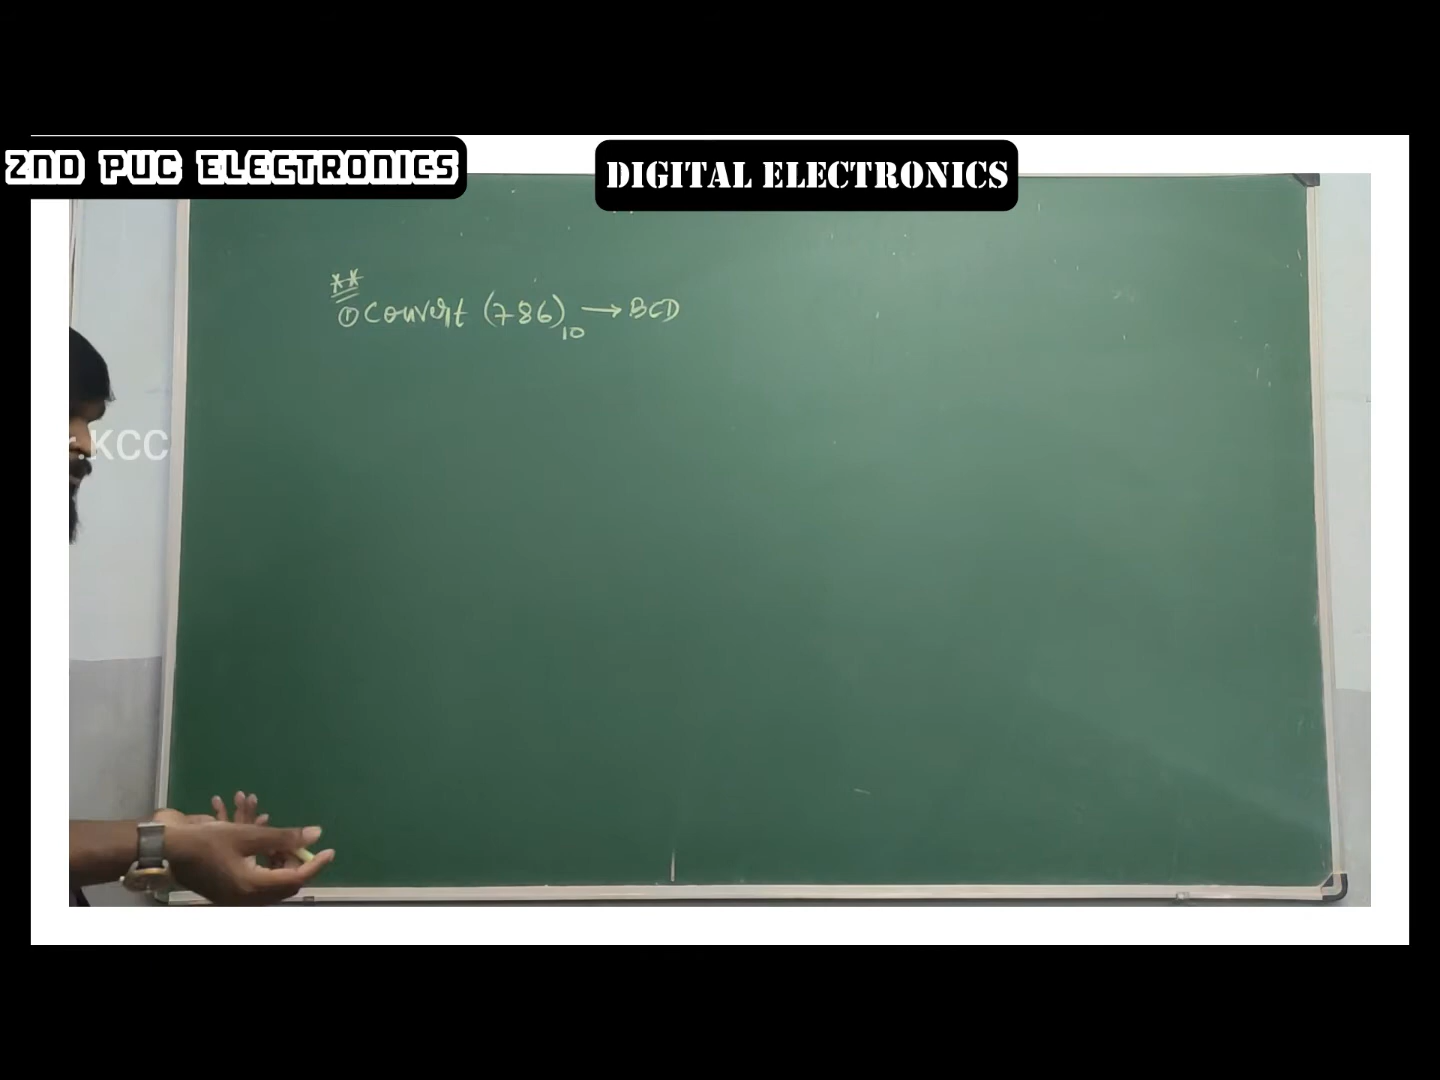 2ND PUC ELECTRONICS
DIGITAL ELECTRONICS
**
① Convert (786)₁₀ → BCD
.KCC